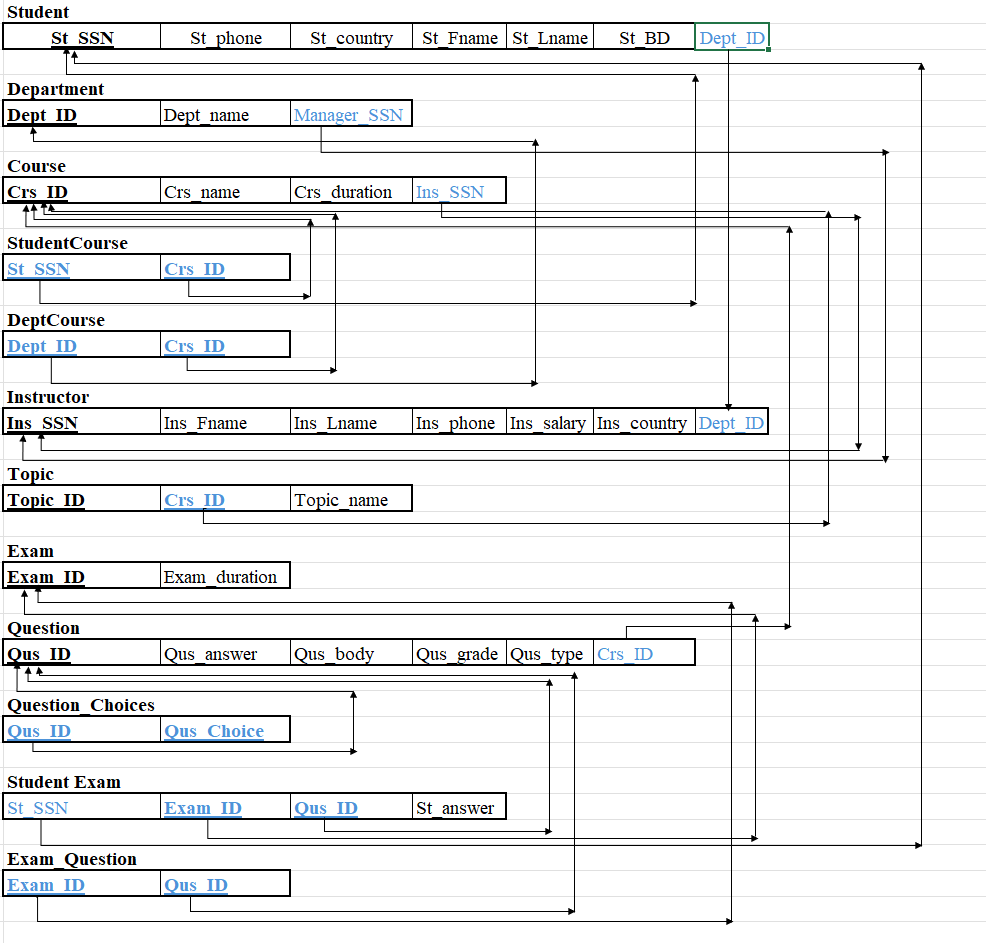 Student
St_SSN St_phone St_country St_Fname St_Lname St_BD Dept_ID
Department
Dept_ID Dept_name Manager_SSN
Course
Crs_ID Crs_name Crs_duration Ins_SSN
StudentCourse
St_SSN Crs_ID
DeptCourse
Dept_ID Crs_ID
Instructor
Ins_SSN Ins_Fname Ins_Lname Ins_phone Ins_salary Ins_country Dept_ID
Topic
Topic_ID Crs_ID Topic_name
Exam
Exam_ID Exam_duration
Question
Qus_ID Qus_answer Qus_body Qus_grade Qus_type Crs_ID
Question_Choices
Qus_ID Qus_Choice
Student Exam
St_SSN Exam_ID Qus_ID St_answer
Exam_Question
Exam_ID Qus_ID